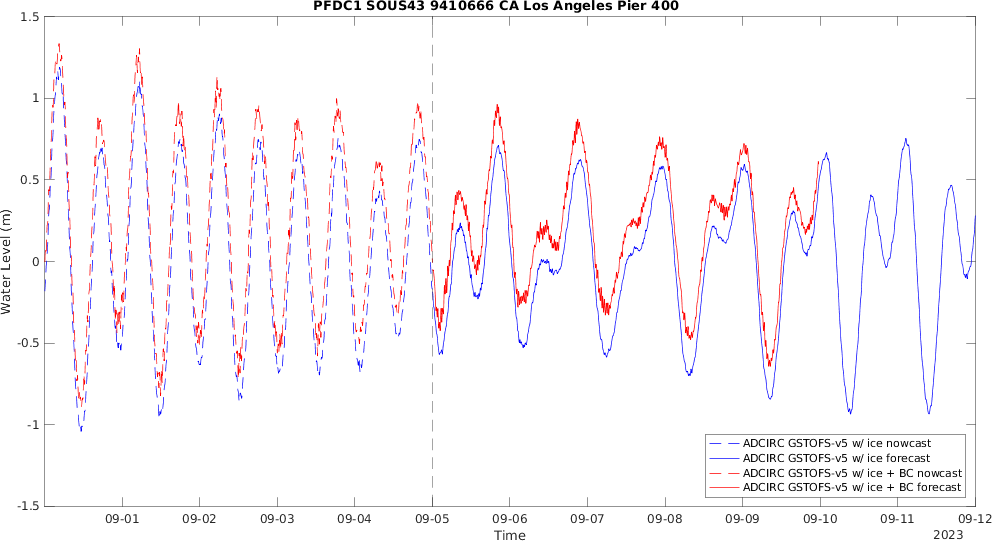 PFDC1 SOUS43 9410666 CA Los Angeles Pier 400
1.5
1
0.5
0
-0.5
-1
-1.5
Water Level (m)
ADCIRC GSTOFS-v5 w/ ice nowcast
ADCIRC GSTOFS-v5 w/ ice forecast
ADCIRC GSTOFS-v5 w/ ice + BC nowcast
ADCIRC GSTOFS-v5 w/ ice + BC forecast
09-01 09-02 09-03 09-04 09-05 09-06 09-07 09-08 09-09 09-10 09-11 09-12
Time
2023